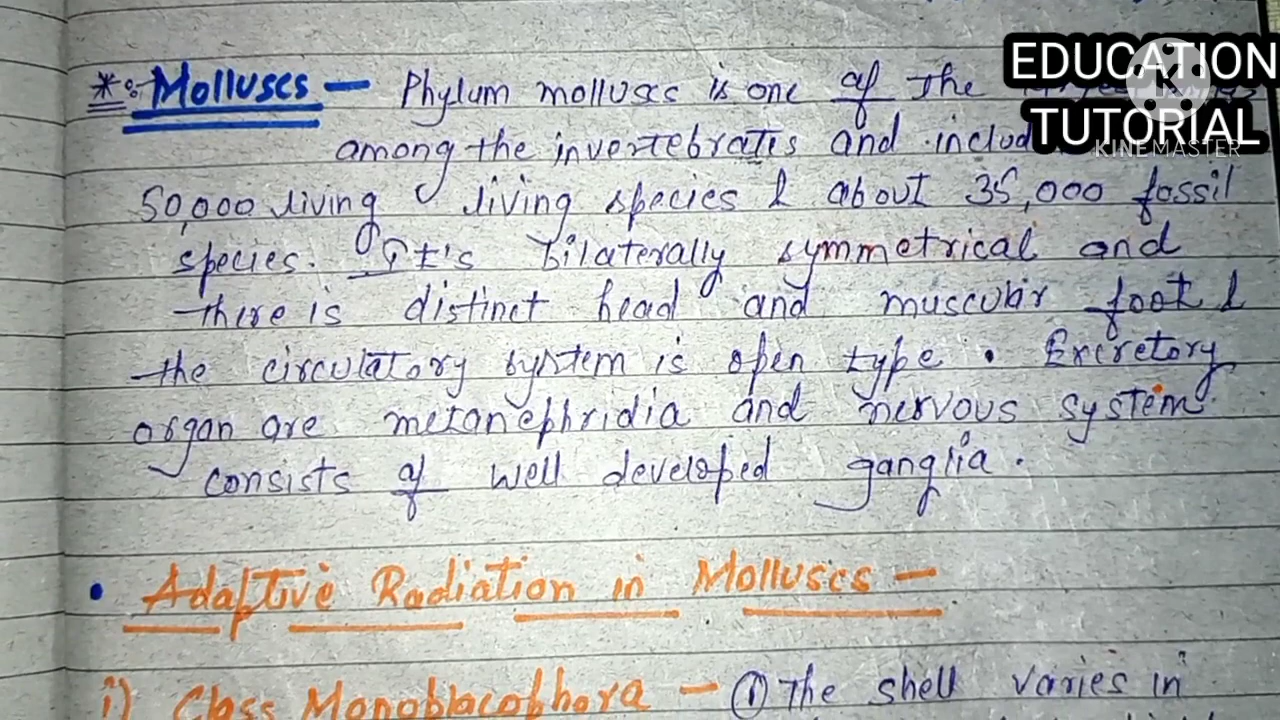 EDUCATION
TUTORIAL
KINEMASTER
* Molluscs — Phylum molluscs is one of the
among the invertebrates and includ
50,000 living living species & about 35,000 fossil
species. It's bilaterally symmetrical and
there is distinct head and muscular foot &
the circulatory system is open type. Excretory
organ are metanephridia and nervous system
consists of well developed ganglia.
• Adaptive Radiation in Molluscs —
i) Class Monoplacophora — ① The shell varies in